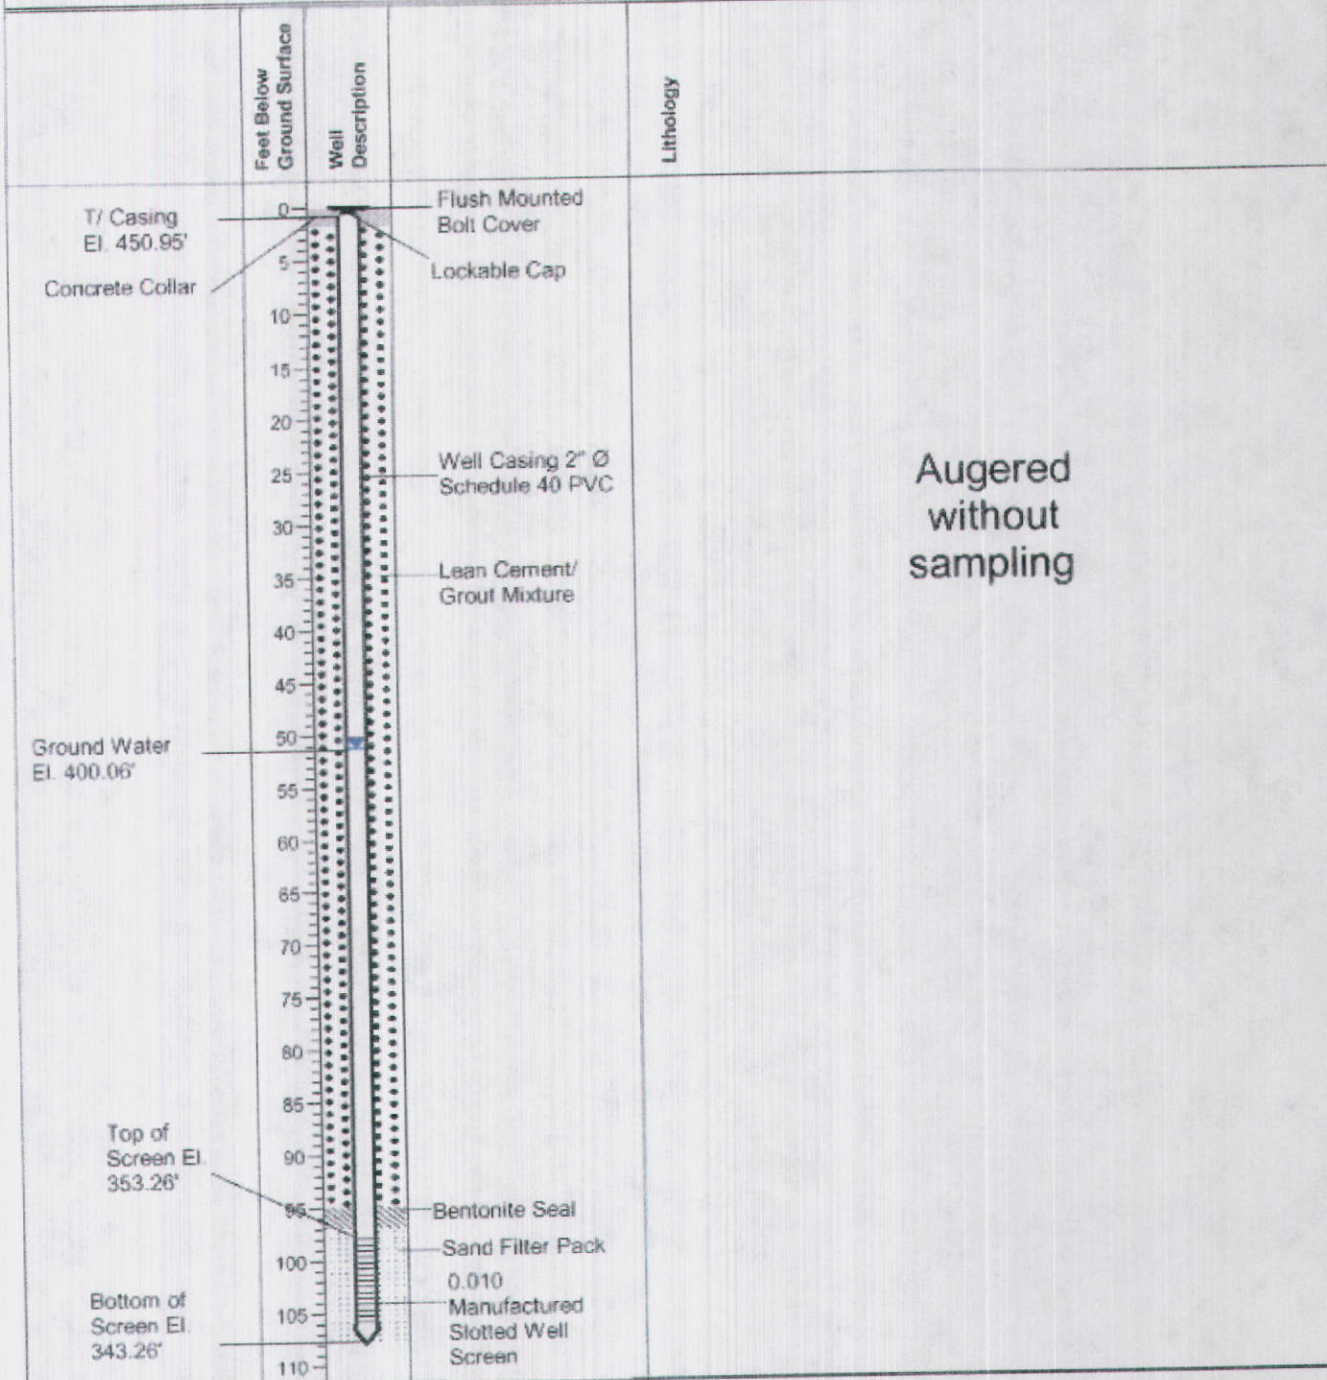 Feet Below
Ground Surface
Well
Description
Lithology
T/ Casing
El. 450.95'
Concrete Collar
Flush Mounted
Bolt Cover
Lockable Cap
0
5
10
15
20
25
30
35
40
45
50
55
60
65
70
75
80
85
90
95
100
105
110
Well Casing 2" Ø
Schedule 40 PVC
Lean Cement/
Grout Mixture
Augered
without
sampling
Ground Water
El. 400.06'
Top of
Screen El.
353.26'
Bentonite Seal
Sand Filter Pack
0.010
Manufactured
Slotted Well
Screen
Bottom of
Screen El.
343.26'